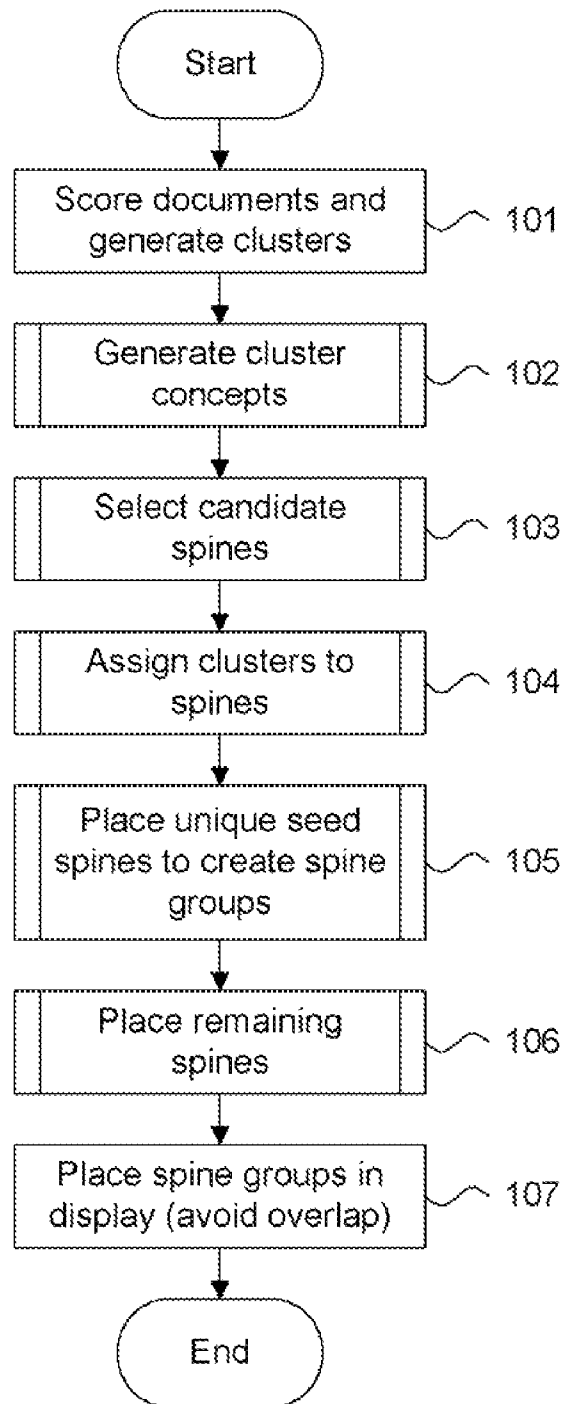 Start
Score documents and
generate clusters
101
Generate cluster
concepts
102
Select candidate
spines
103
Assign clusters to
spines
104
Place unique seed
spines to create spine
groups
105
Place remaining
spines
106
Place spine groups in
display (avoid overlap)
107
End